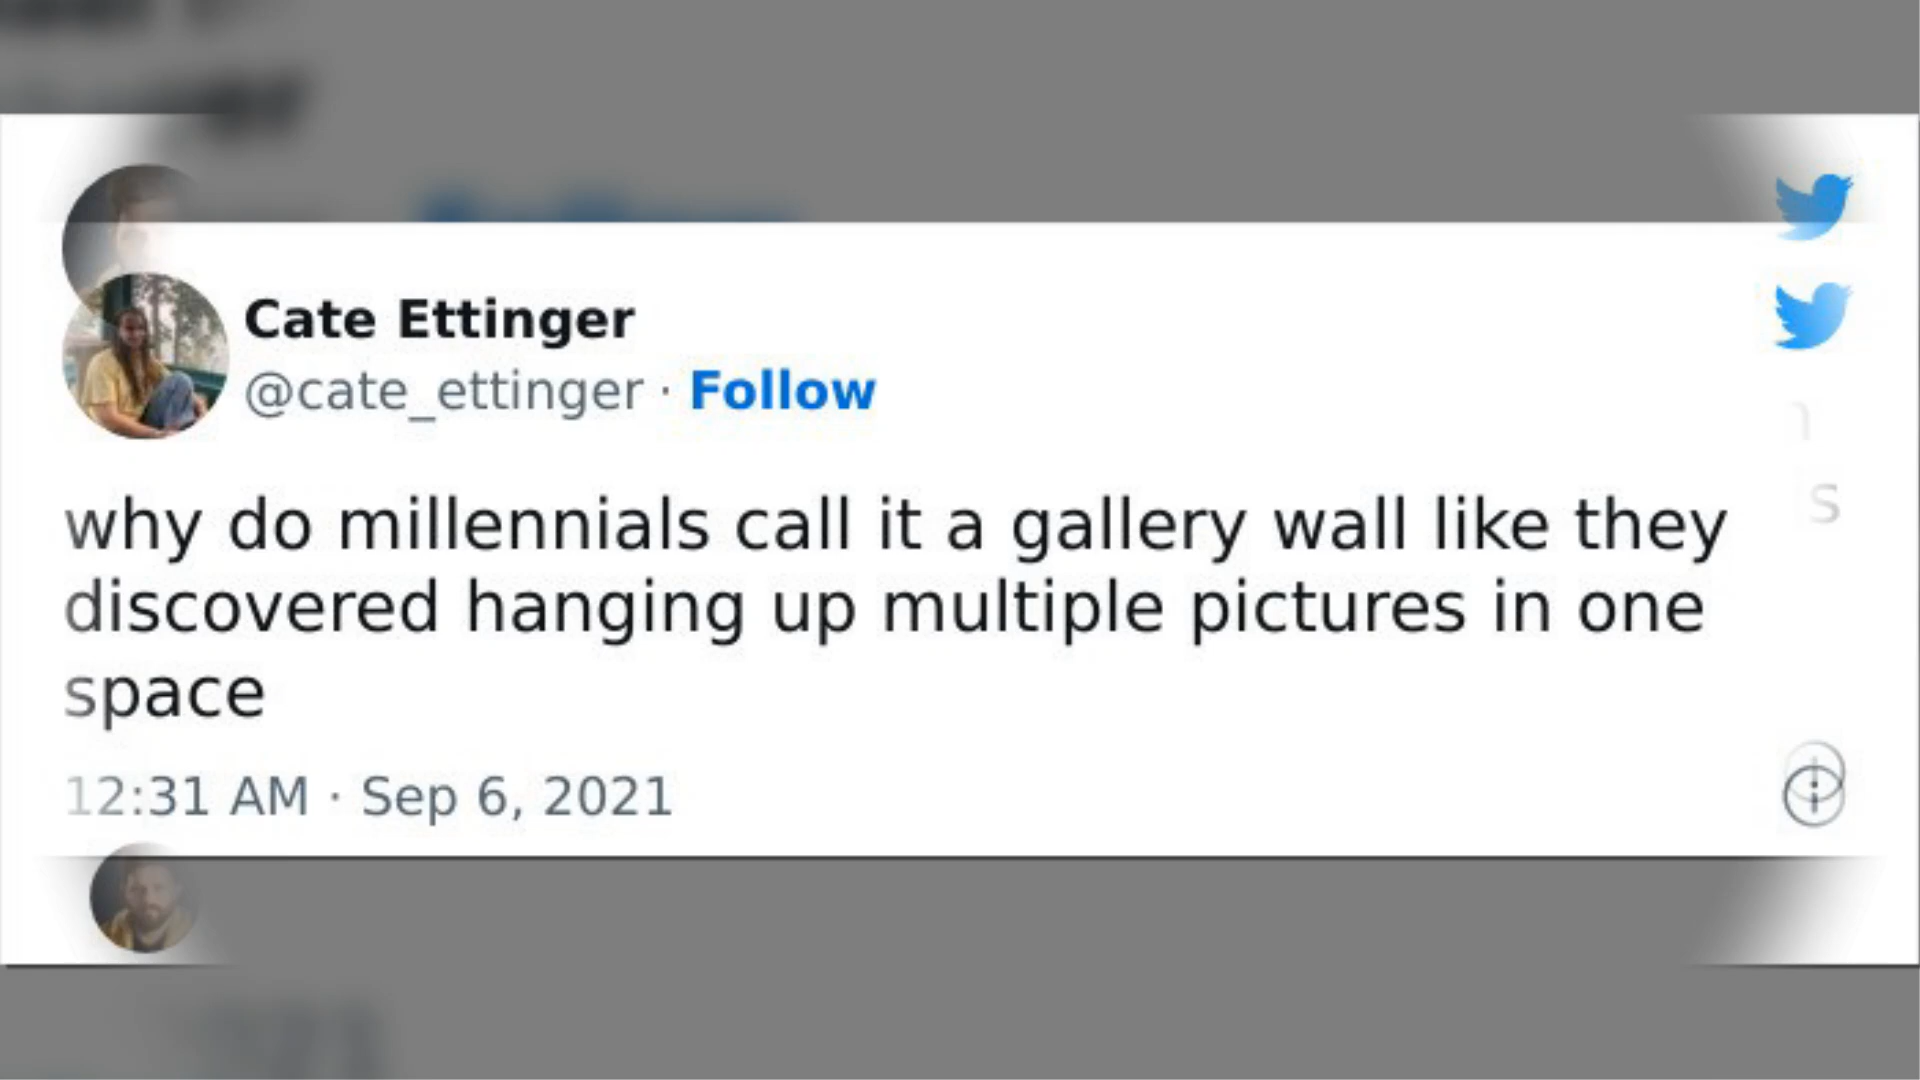 Cate Ettinger
@cate_ettinger · Follow
why do millennials call it a gallery wall like they
discovered hanging up multiple pictures in one
space
12:31 AM · Sep 6, 2021